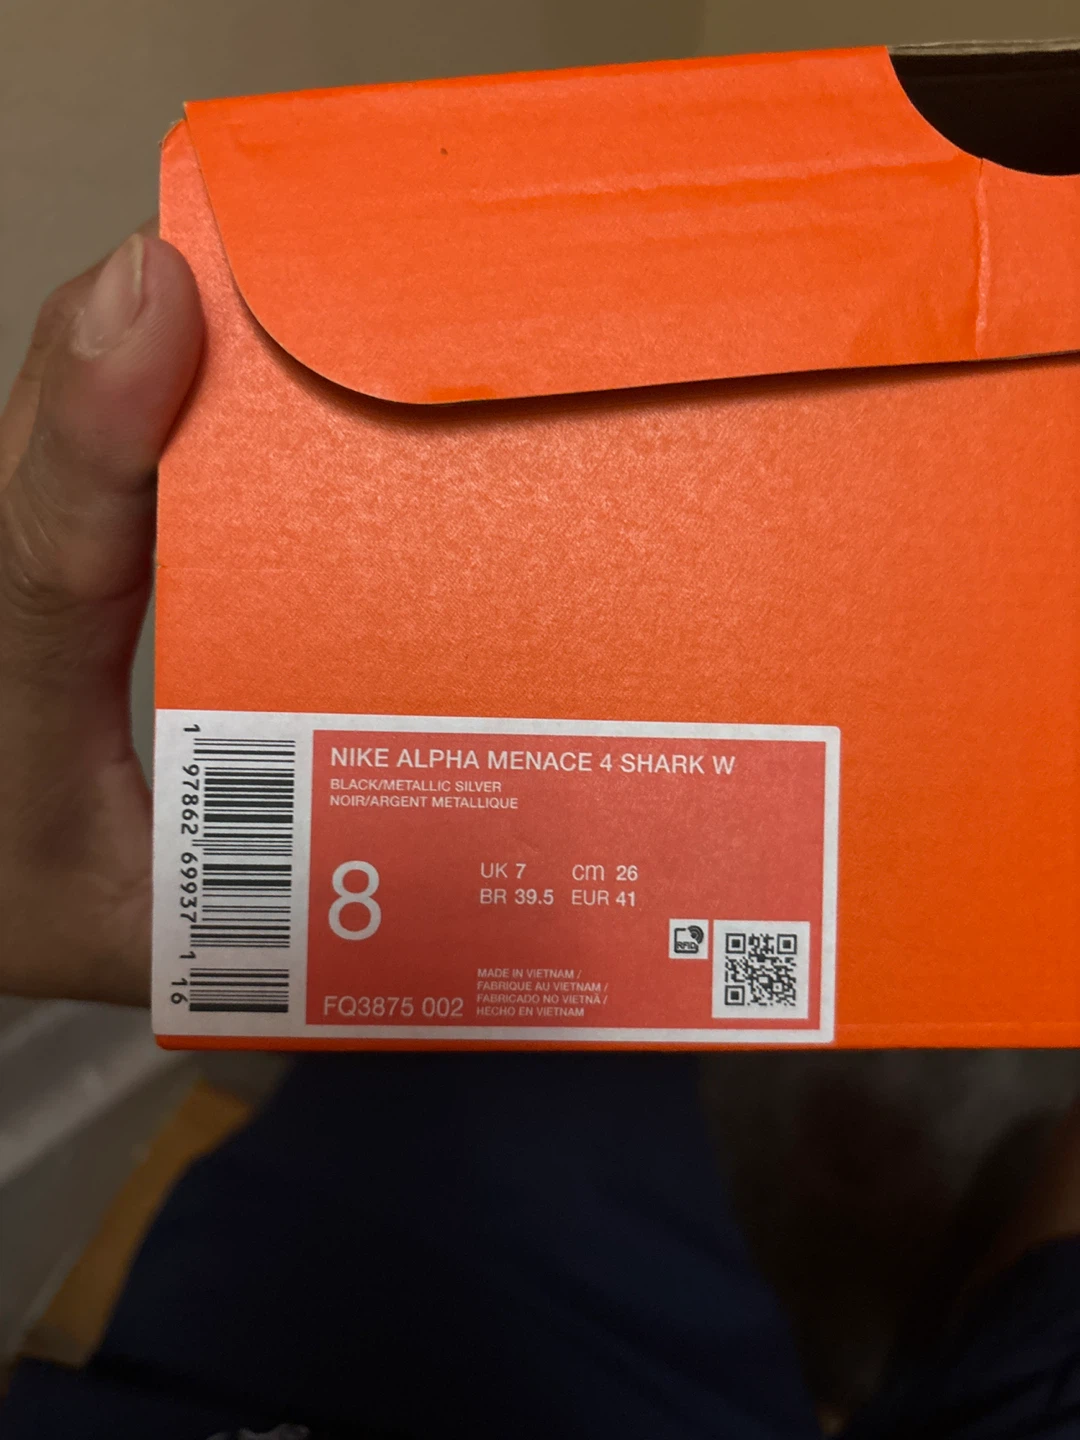 NIKE ALPHA MENACE 4 SHARK W
BLACK/METALLIC SILVER
NOIR/ARGENT METALLIQUE
8
UK 7 cm 26
BR 39.5 EUR 41
RFID
MADE IN VIETNAM /
FABRIQUE AU VIETNAM /
FABRICADO NO VIETNÃ /
HECHO EN VIETNAM
FQ3875 002
1 97862 69937 1 16